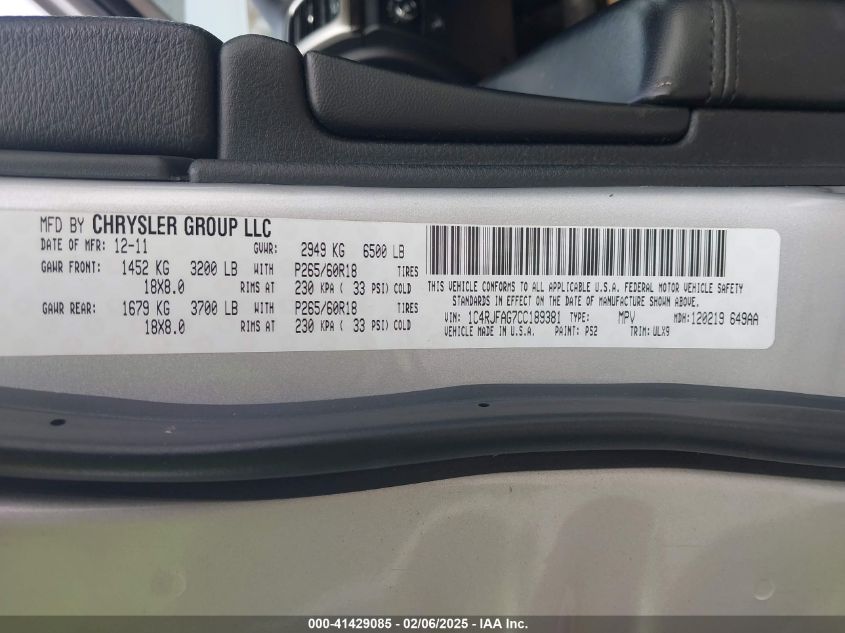 MFD BY CHRYSLER GROUP LLC
DATE OF MFR: 12-11 GVWR: 2949 KG 6500 LB
GAWR FRONT: 1452 KG 3200 LB WITH P265/60R18 TIRES
18X8.0 RIMS AT 230 KPA ( 33 PSI) COLD
GAWR REAR: 1679 KG 3700 LB WITH P265/60R18 TIRES
18X8.0 RIMS AT 230 KPA ( 33 PSI) COLD
THIS VEHICLE CONFORMS TO ALL APPLICABLE U.S.A. FEDERAL MOTOR VEHICLE SAFETY
STANDARDS IN EFFECT ON THE DATE OF MANUFACTURE SHOWN ABOVE.
VIN: 1C4RJFAG7CC189381 TYPE: MPV MDH:120219 649AA
VEHICLE MADE IN U.S.A. PAINT: PS2 TRIM: ULX9
000-41429085 - 02/06/2025 - IAAI.com